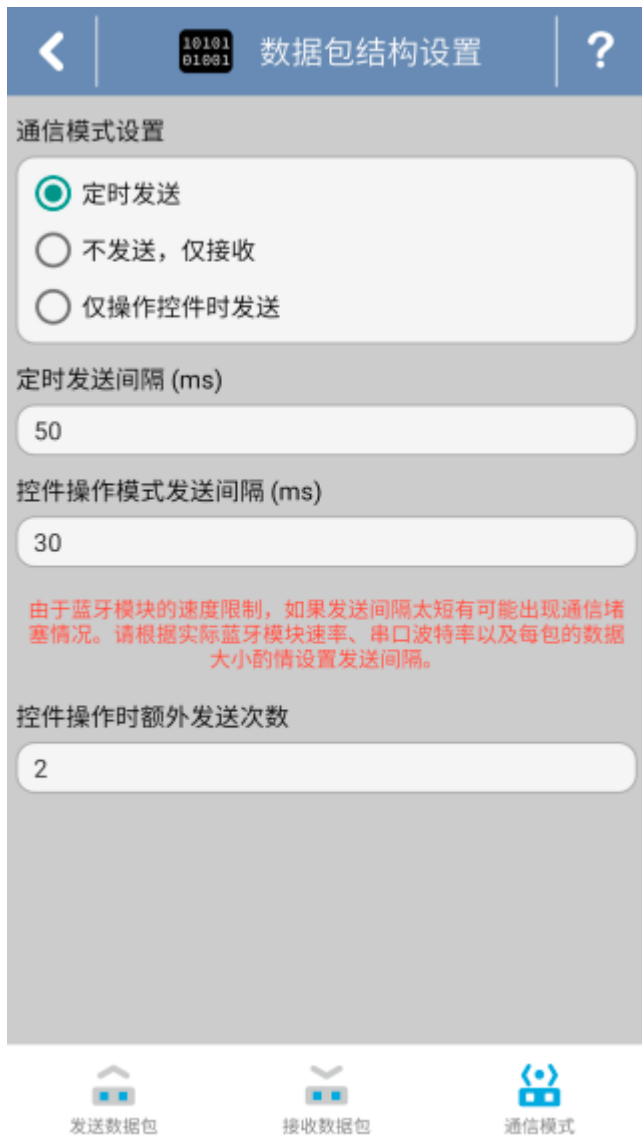 10101
01001
数据包结构设置
?
通信模式设置
定时发送
不发送，仅接收
仅操作控件时发送
定时发送间隔 (ms)
50
控件操作模式发送间隔 (ms)
30
由于蓝牙模块的速度限制，如果发送间隔太短有可能出现通信堵
塞情况。请根据实际蓝牙模块速率、串口波特率以及每包的数据
大小酌情设置发送间隔。
控件操作时额外发送次数
2
发送数据包
接收数据包
通信模式